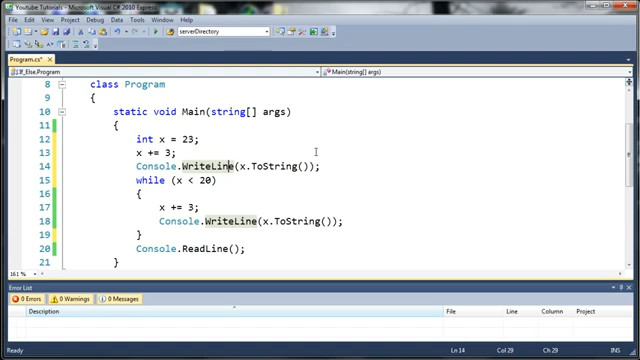 Youtube Tutorials - Microsoft Visual C# 2010 Express
File Edit View Project Debug Data Tools Window Help
serverDirectory
Program.cs*
If_Else.Program
Main(string[] args)
8 class Program
9 {
10 static void Main(string[] args)
11 {
12 int x = 23;
13 x += 3;
14 Console.WriteLine(x.ToString());
15 while (x < 20)
16 {
17 x += 3;
18 Console.WriteLine(x.ToString());
19 }
20 Console.ReadLine();
21 }
161 %
Error List
0 Errors 0 Warnings 0 Messages
Description File Line Column Project
Ready Ln 14 Col 29 Ch 29 INS